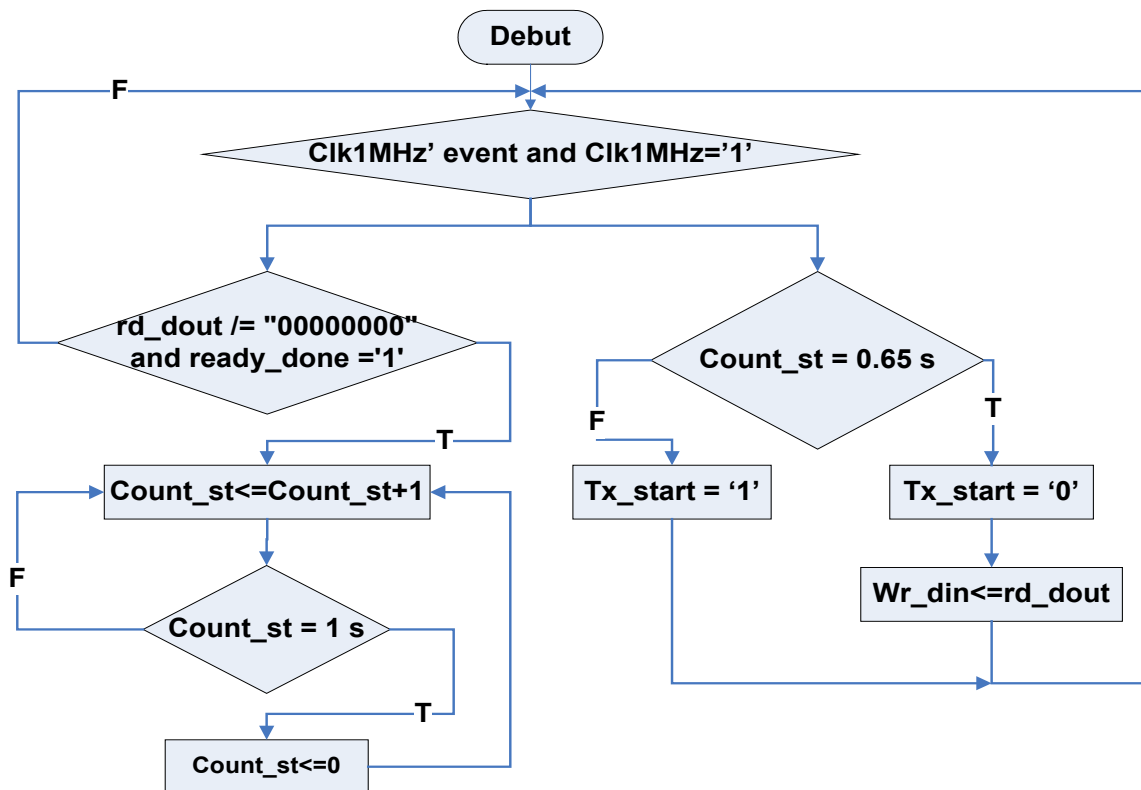 Debut
F
Clk1MHz’ event and Clk1MHz=’1’
rd_dout /= "00000000"
and ready_done ='1'
T
Count_st<=Count_st+1
F
Count_st = 1 s
T
Count_st<=0
Count_st = 0.65 s
F
T
Tx_start = ‘1’
Tx_start = ‘0’
Wr_din<=rd_dout